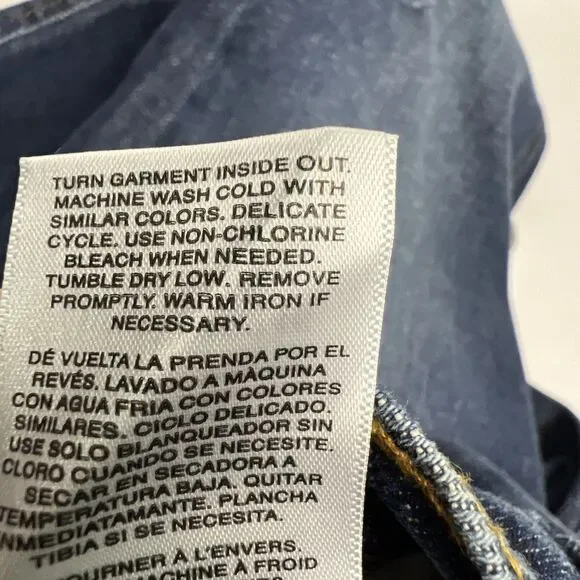 TURN GARMENT INSIDE OUT.
MACHINE WASH COLD WITH
SIMILAR COLORS. DELICATE
CYCLE. USE NON-CHLORINE
BLEACH WHEN NEEDED.
TUMBLE DRY LOW. REMOVE
PROMPTLY. WARM IRON IF
NECESSARY.
DÉ VUELTA LA PRENDA POR EL
REVÉS. LAVADO A MÀQUINA
CON AGUA FRIA CON COLORES
SIMILARES. CICLO DELICADO.
USE SOLO BLANQUEADOR SIN
CLORO CUANDO SE NECESITE.
SECAR EN SECADORA A
TEMPERATURA BAJA. QUITAR
INMEDIATAMANTE. PLANCHA
TIBIA SI SE NECESITA.
TOURNER À L'ENVERS.
MACHINE À FROID